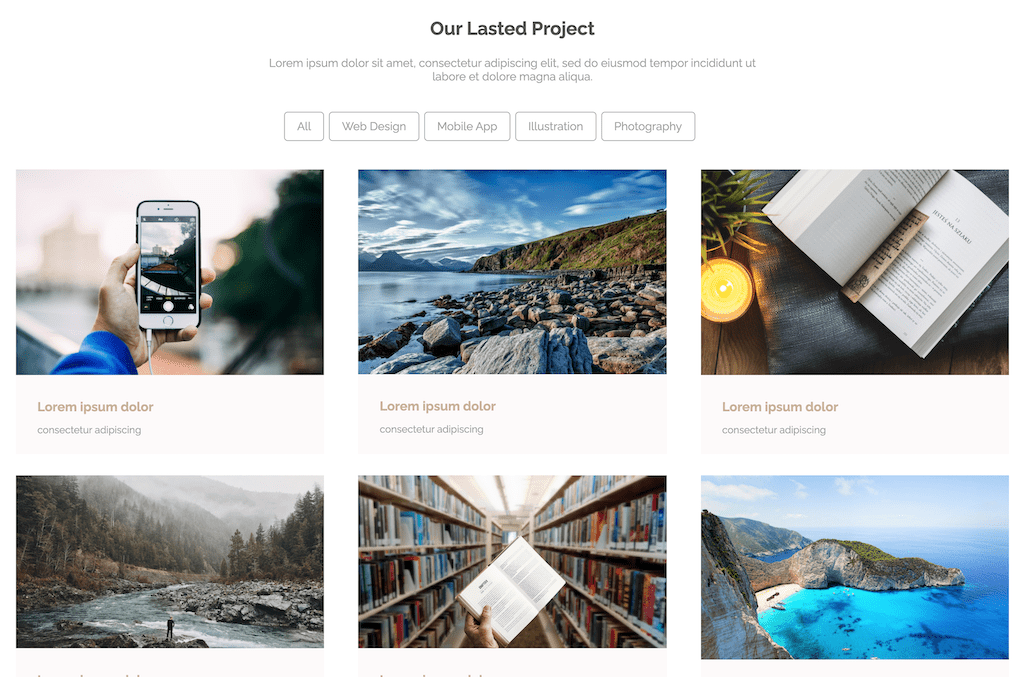 Our Lasted Project
Lorem ipsum dolor sit amet, consectetur adipiscing elit, sed do eiusmod tempor incididunt ut
labore et dolore magna aliqua.
All
Web Design
Mobile App
Illustration
Photography
Lorem ipsum dolor
consectetur adipiscing
Lorem ipsum dolor
consectetur adipiscing
Lorem ipsum dolor
consectetur adipiscing